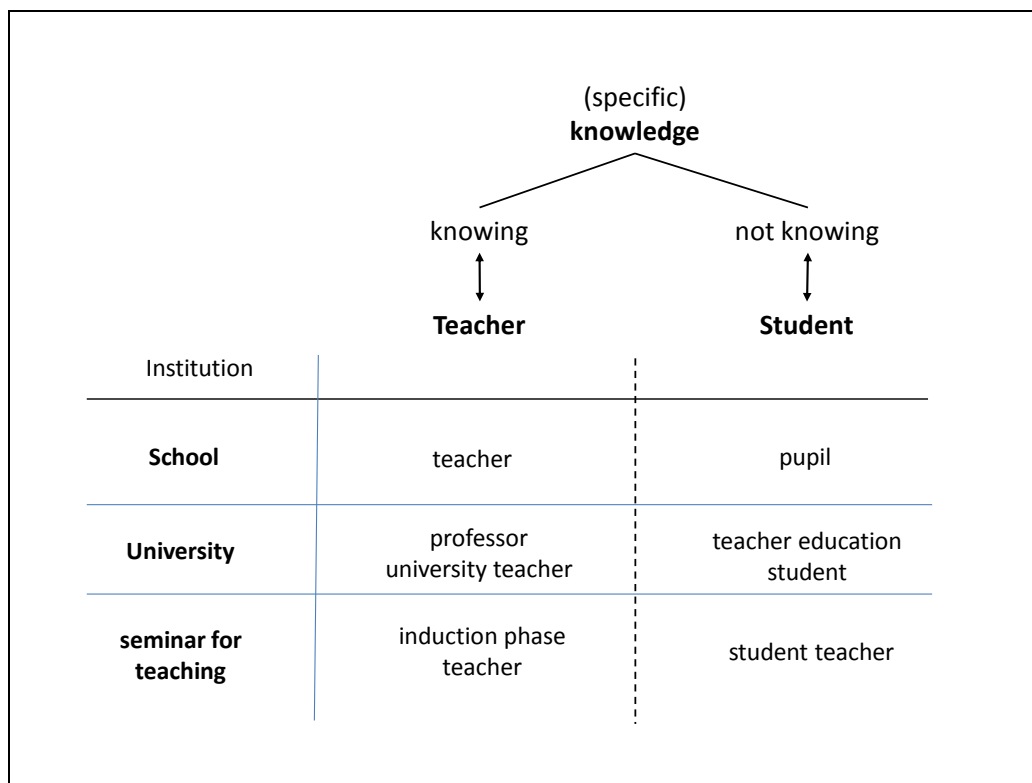 (specific)
knowledge
knowing
not knowing
Teacher
Student
Institution
School
teacher
pupil
University
professor
university teacher
teacher education
student
seminar for
teaching
induction phase
teacher
student teacher